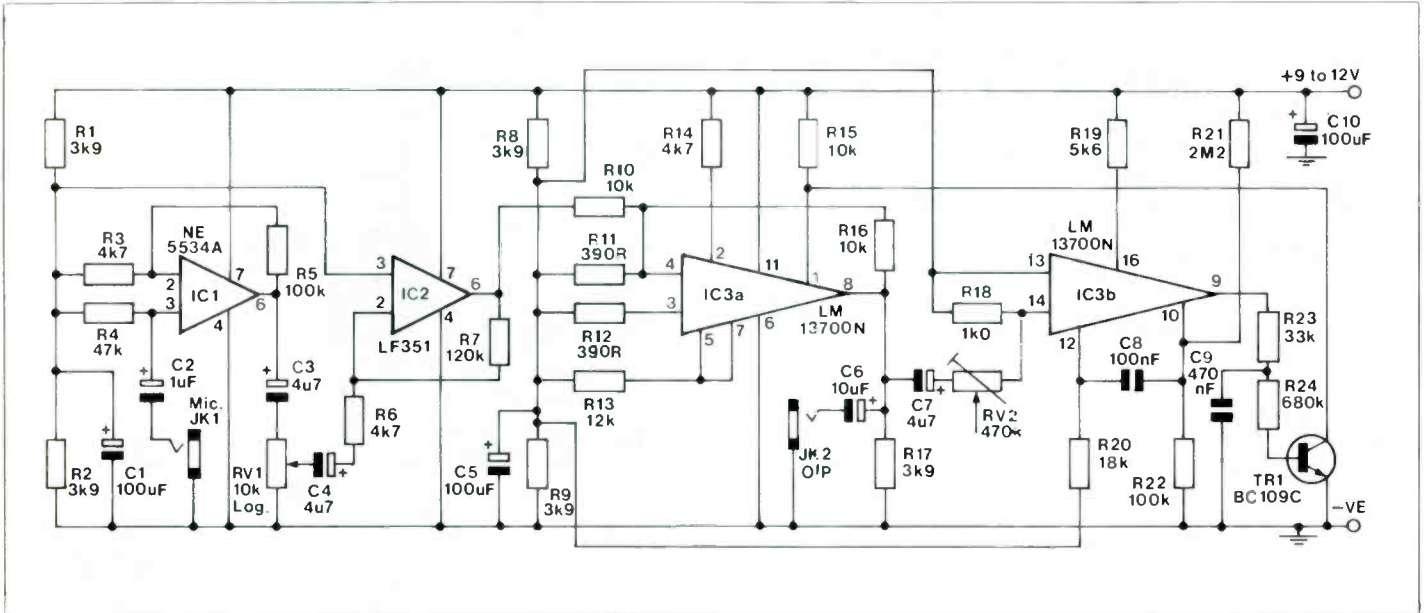 +9 to 12V
R1
3k9
R3
4k7
R4
47k
NE
5534A
IC1
2
3
7
4
6
R5
100k
C2
1uF
Mic.
JK1
C3
4u7
R2
3k9
C1
100uF
RV1
10k
Log.
C4
4u7
R6
4k7
3
2
7
4
6
IC2
LF351
R7
120k
R8
3k9
R10
10k
R11
390R
R12
390R
R13
12k
C5
100uF
R9
3k9
R14
4k7
2
4
3
5
7
11
6
1
8
IC3a
LM
13700N
R15
10k
R16
10k
C6
10uF
JK2
O/P
R17
3k9
C7
4u7
RV2
470k
R18
1k0
13
14
16
12
9
10
LM
13700N
IC3b
R19
5k6
R21
2M2
C10
100uF
C8
100nF
C9
470
nF
R20
18k
R22
100k
R23
33k
R24
680k
TR1
BC109C
-VE
+
+
+
+
+
+
+
+